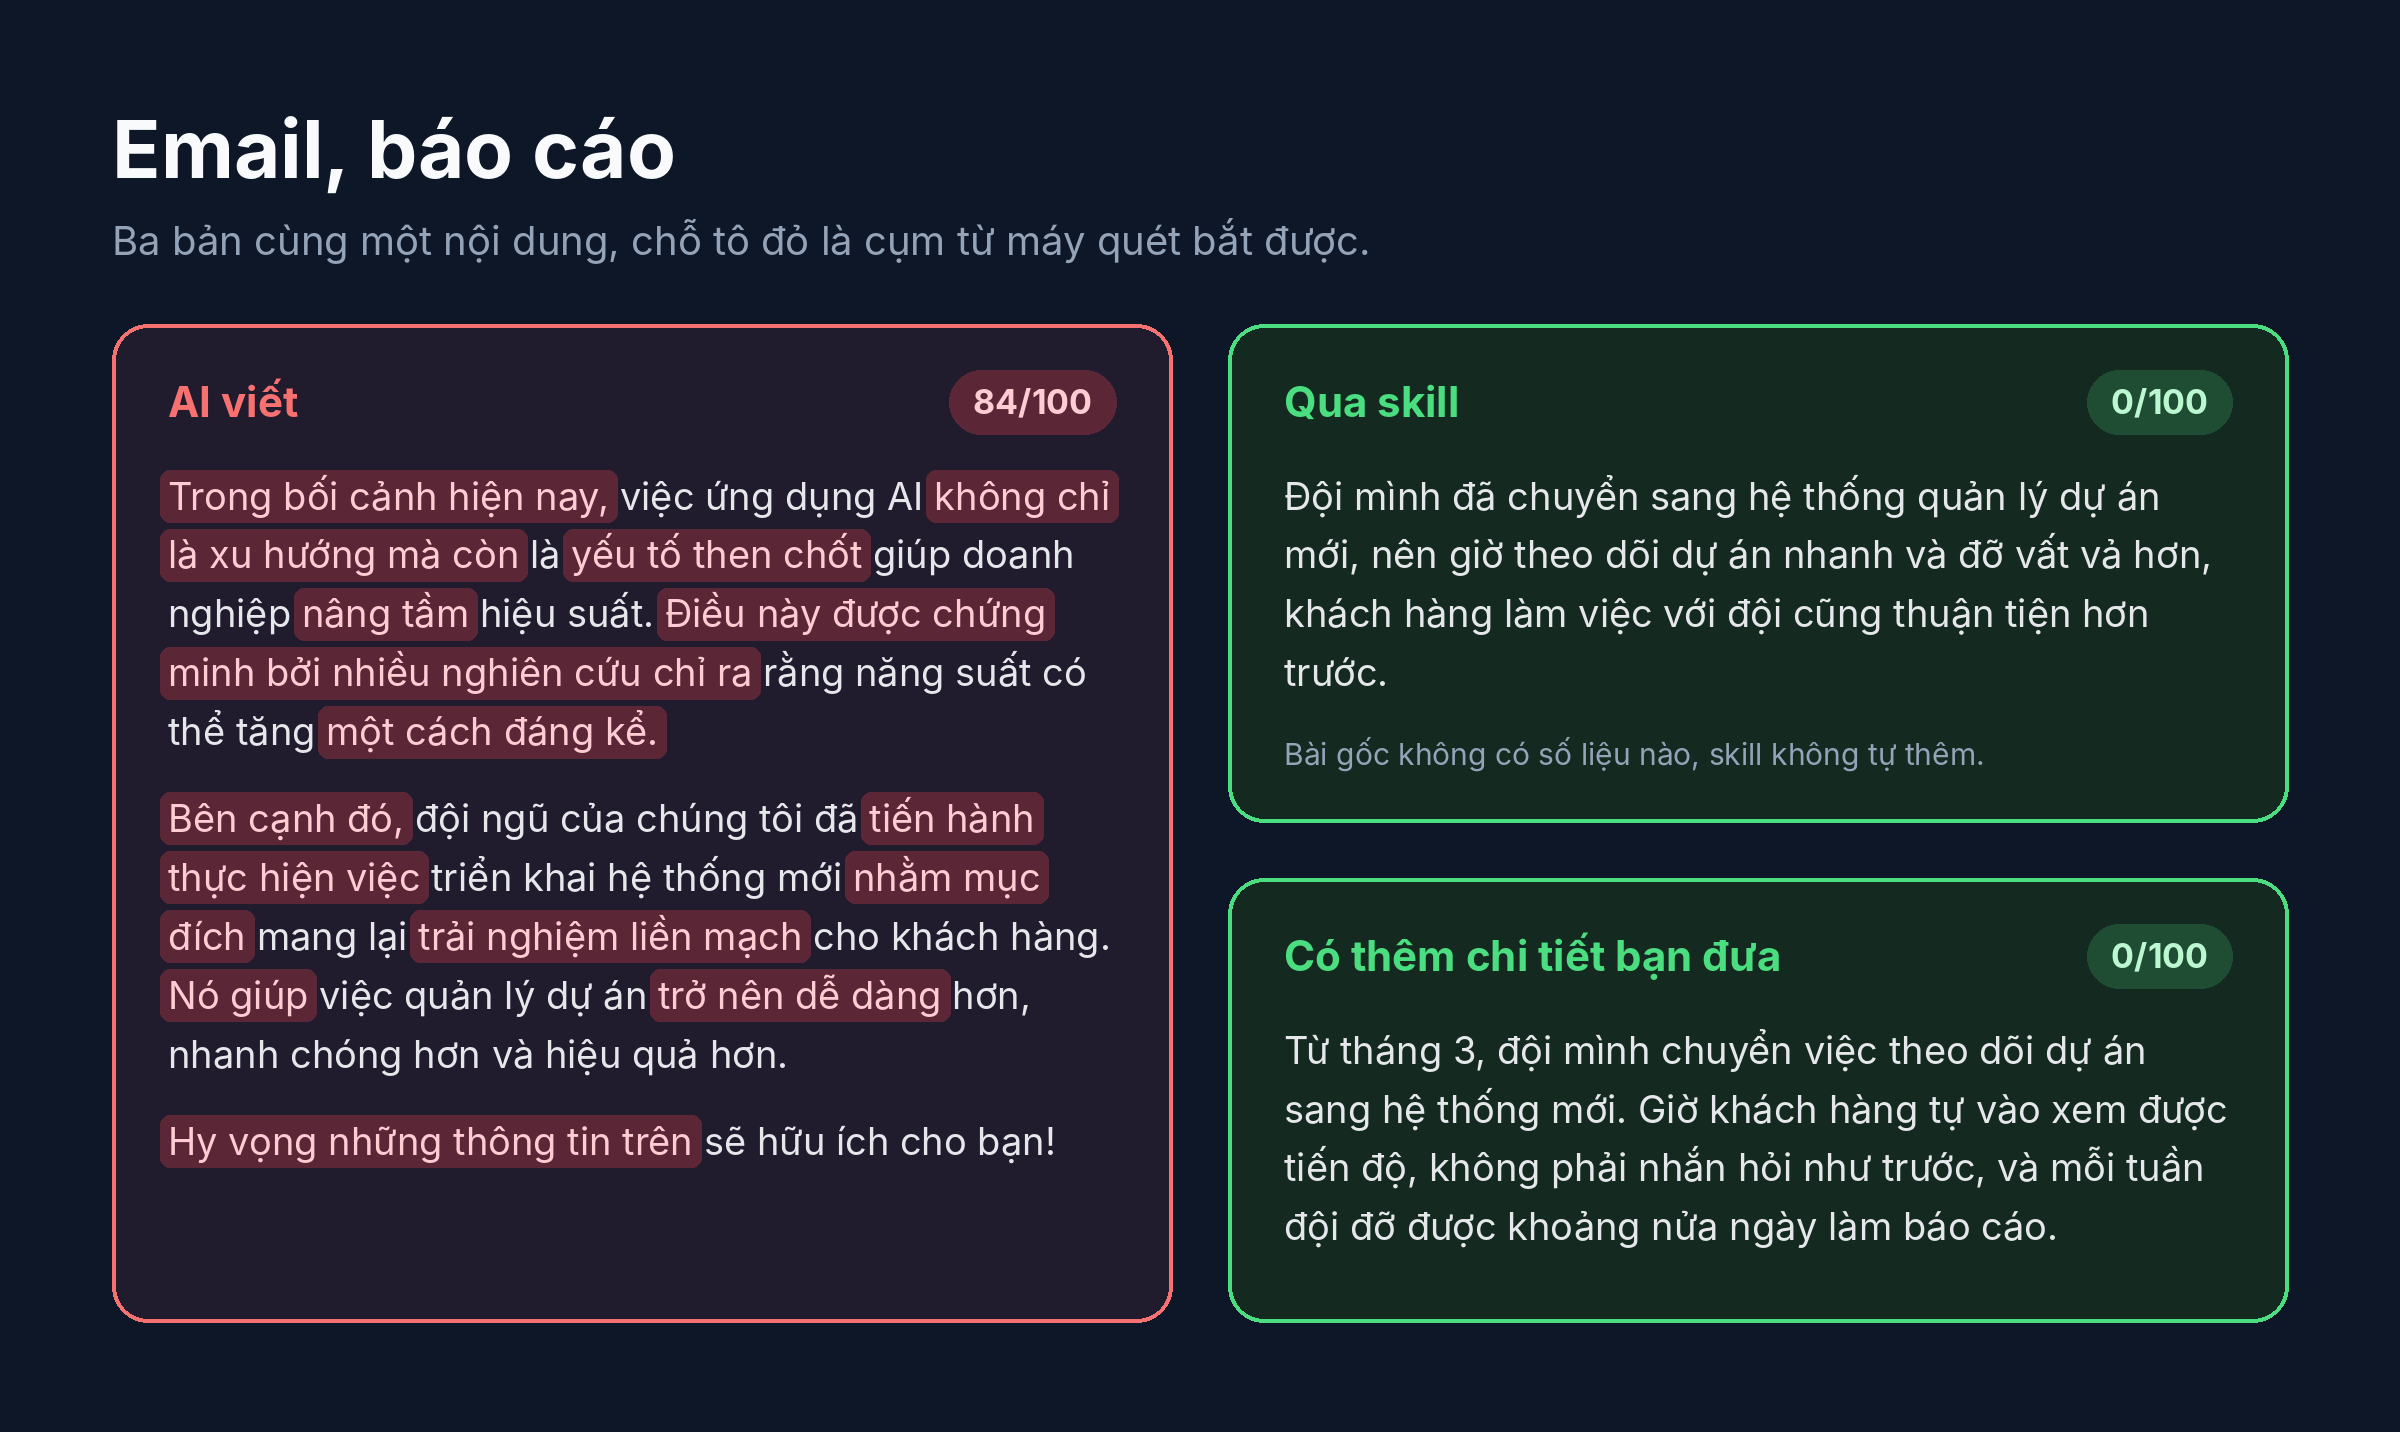 Email, báo cáo
Ba bản cùng một nội dung, chỗ tô đỏ là cụm từ máy quét bắt được.
AI viết
84/100
Trong bối cảnh hiện nay, việc ứng dụng AI không chỉ
là xu hướng mà còn là yếu tố then chốt giúp doanh
nghiệp nâng tầm hiệu suất. Điều này được chứng
minh bởi nhiều nghiên cứu chỉ ra rằng năng suất có
thể tăng một cách đáng kể.
Bên cạnh đó, đội ngũ của chúng tôi đã tiến hành
thực hiện việc triển khai hệ thống mới nhằm mục
đích mang lại trải nghiệm liền mạch cho khách hàng.
Nó giúp việc quản lý dự án trở nên dễ dàng hơn,
nhanh chóng hơn và hiệu quả hơn.
Hy vọng những thông tin trên sẽ hữu ích cho bạn!
Qua skill
0/100
Đội mình đã chuyển sang hệ thống quản lý dự án
mới, nên giờ theo dõi dự án nhanh và đỡ vất vả hơn,
khách hàng làm việc với đội cũng thuận tiện hơn
trước.
Bài gốc không có số liệu nào, skill không tự thêm.
Có thêm chi tiết bạn đưa
0/100
Từ tháng 3, đội mình chuyển việc theo dõi dự án
sang hệ thống mới. Giờ khách hàng tự vào xem được
tiến độ, không phải nhắn hỏi như trước, và mỗi tuần
đội đỡ được khoảng nửa ngày làm báo cáo.